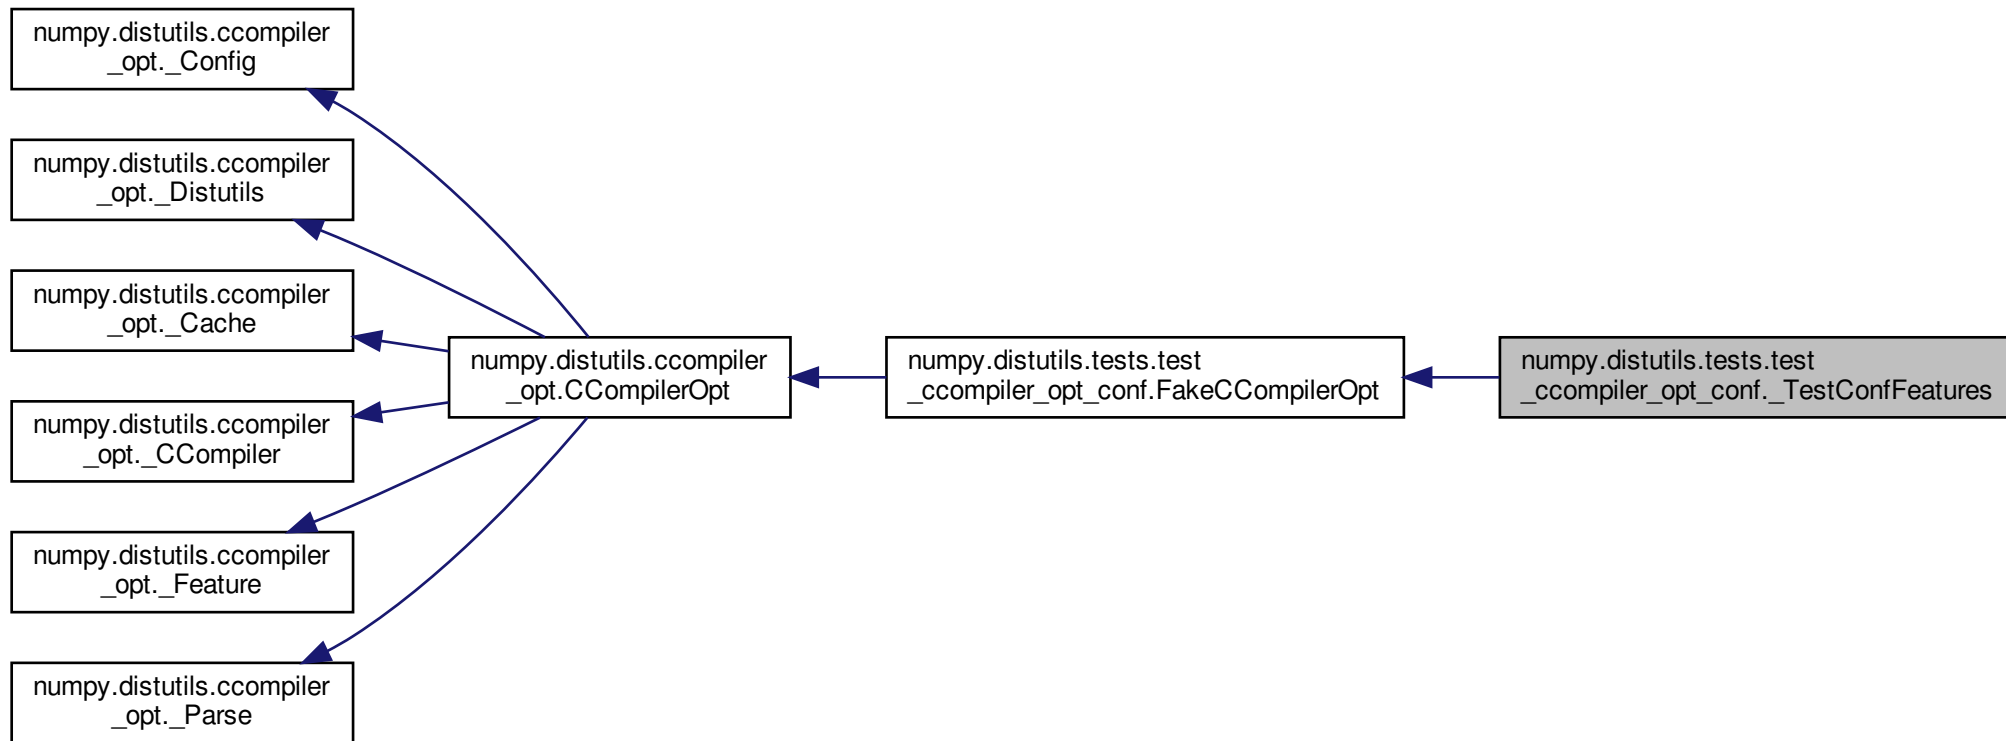 numpy.distutils.ccompiler
_opt._Config
numpy.distutils.ccompiler
_opt._Distutils
numpy.distutils.ccompiler
_opt._Cache
numpy.distutils.ccompiler
_opt._CCompiler
numpy.distutils.ccompiler
_opt._Feature
numpy.distutils.ccompiler
_opt._Parse
numpy.distutils.ccompiler
_opt.CCompilerOpt
numpy.distutils.tests.test
_ccompiler_opt_conf.FakeCCompilerOpt
numpy.distutils.tests.test
_ccompiler_opt_conf._TestConfFeatures